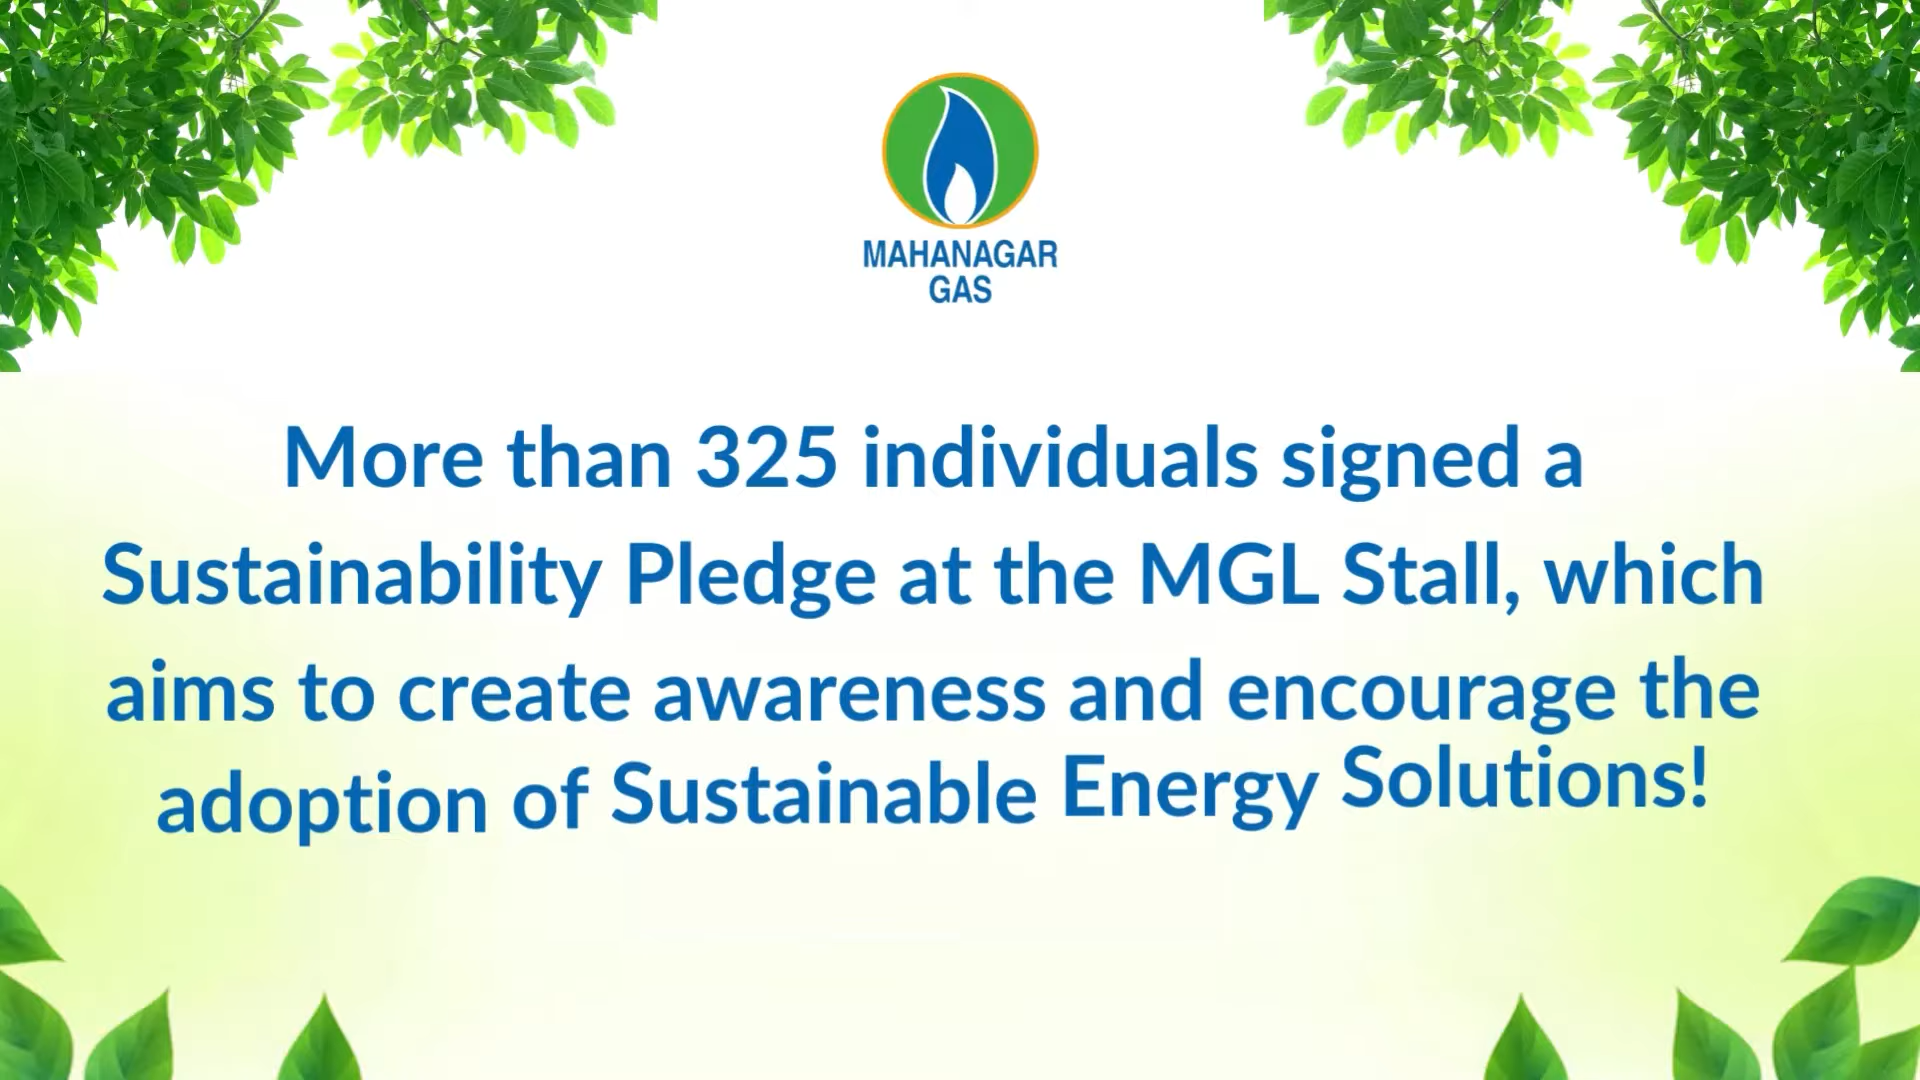 MAHANAGAR
GAS
More than 325 individuals signed a
Sustainability Pledge at the MGL Stall, which
aims to create awareness and encourage the
adoption of Sustainable Energy Solutions!